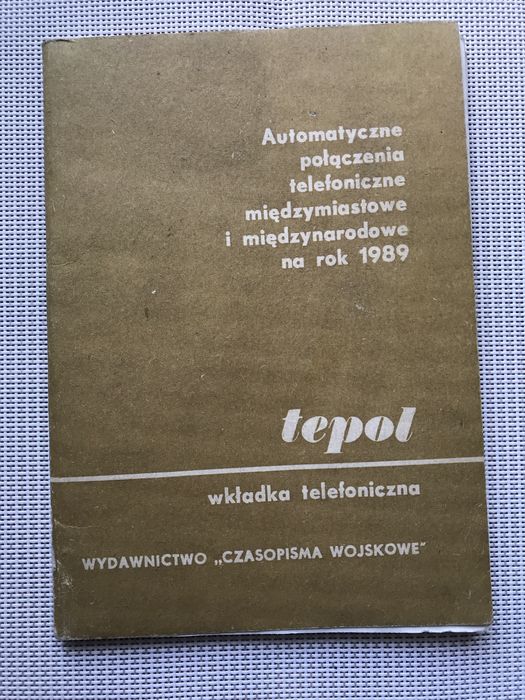 Automatyczne
połączenia
telefoniczne
międzymiastowe
i międzynarodowe
na rok 1989
tepol
wkładka telefoniczna
WYDAWNICTWO „CZASOPISMA WOJSKOWE"